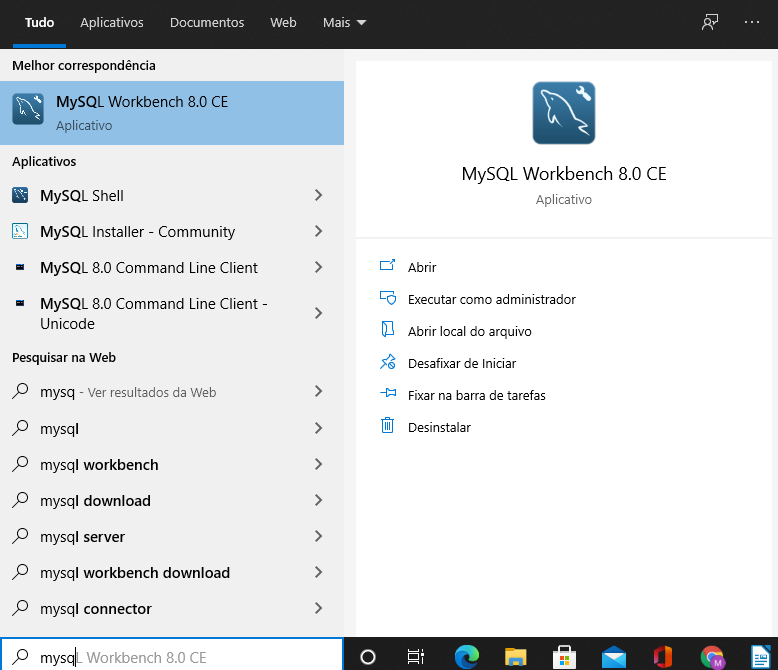 Tudo Aplicativos Documentos Web Mais
Melhor correspondência
MySQL Workbench 8.0 CE
Aplicativo
Aplicativos
MySQL Shell
MySQL Installer - Community
MySQL 8.0 Command Line Client
MySQL 8.0 Command Line Client -
Unicode
Pesquisar na Web
mysq - Ver resultados da Web
mysql
mysql workbench
mysql download
mysql server
mysql workbench download
mysql connector
mysqL Workbench 8.0 CE
MySQL Workbench 8.0 CE
Aplicativo
Abrir
Executar como administrador
Abrir local do arquivo
Desafixar de Iniciar
Fixar na barra de tarefas
Desinstalar
M